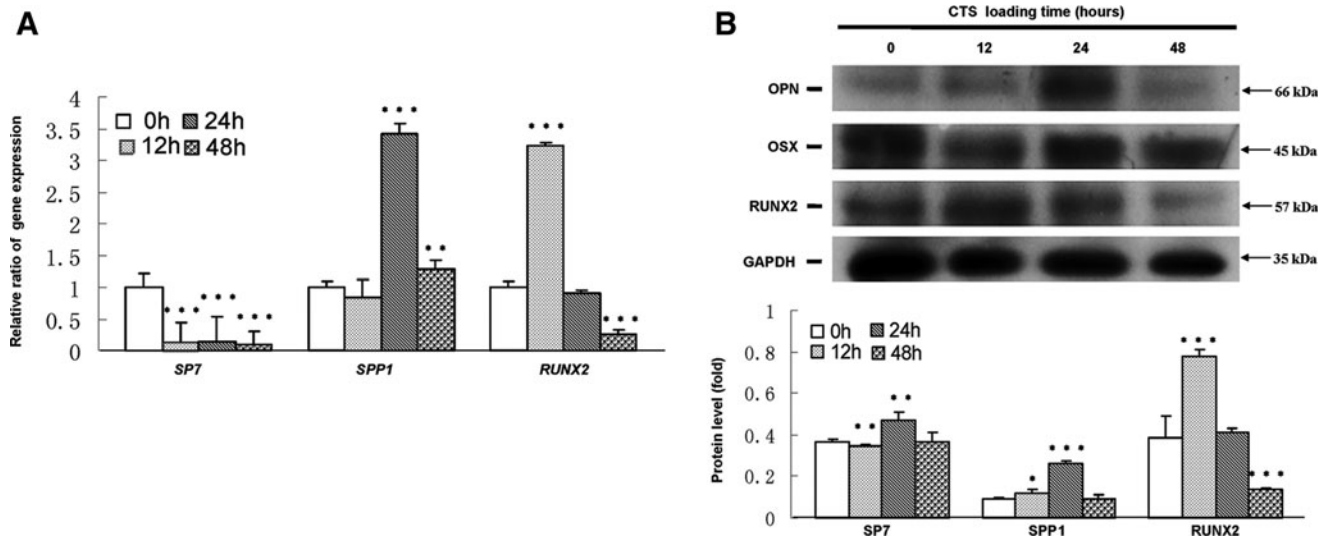 A
4
3.5
3
2.5
2
1.5
1
0.5
0
Relative ratio of gene expression
0h 24h
12h 48h
* * * * * * * * *
* * * * *
* * * * * *
SP7 SPP1 RUNX2
B
CTS loading time (hours)
0 12 24 48
OPN 66 kDa
OSX 45 kDa
RUNX2 57 kDa
GAPDH 35 kDa
1
0.8
0.6
0.4
0.2
0
Protein level (fold)
0h 24h
12h 48h
* * * *
* * * *
* * * * * *
SP7 SPP1 RUNX2